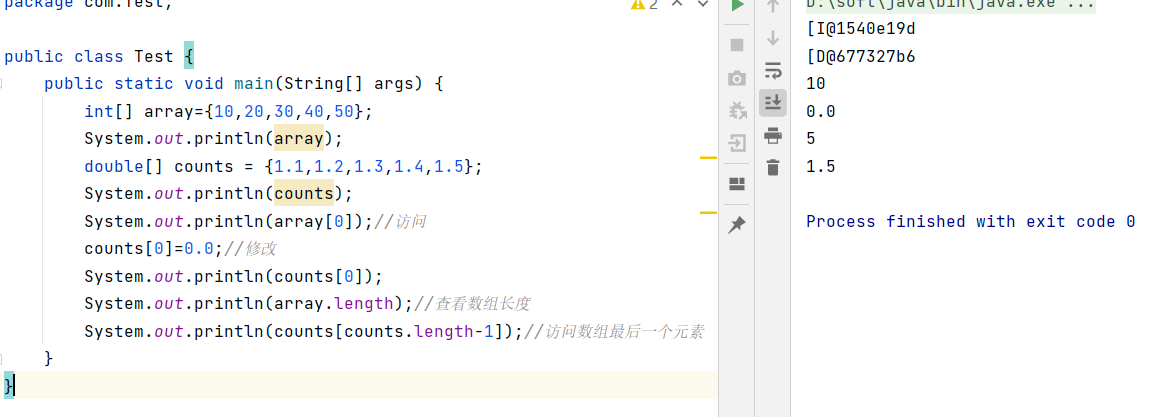 package com.Test;
2
public class Test {
public static void main(String[] args) {
int[] array={10,20,30,40,50};
System.out.println(array);
double[] counts = {1.1,1.2,1.3,1.4,1.5};
System.out.println(counts);
System.out.println(array[0]);//访问
counts[0]=0.0;//修改
System.out.println(counts[0]);
System.out.println(array.length);//查看数组长度
System.out.println(counts[counts.length-1]);//访问数组最后一个元素
}
}
D:\soft\java\bin\java.exe ...
[I@1540e19d
[D@677327b6
10
0.0
5
1.5
Process finished with exit code 0